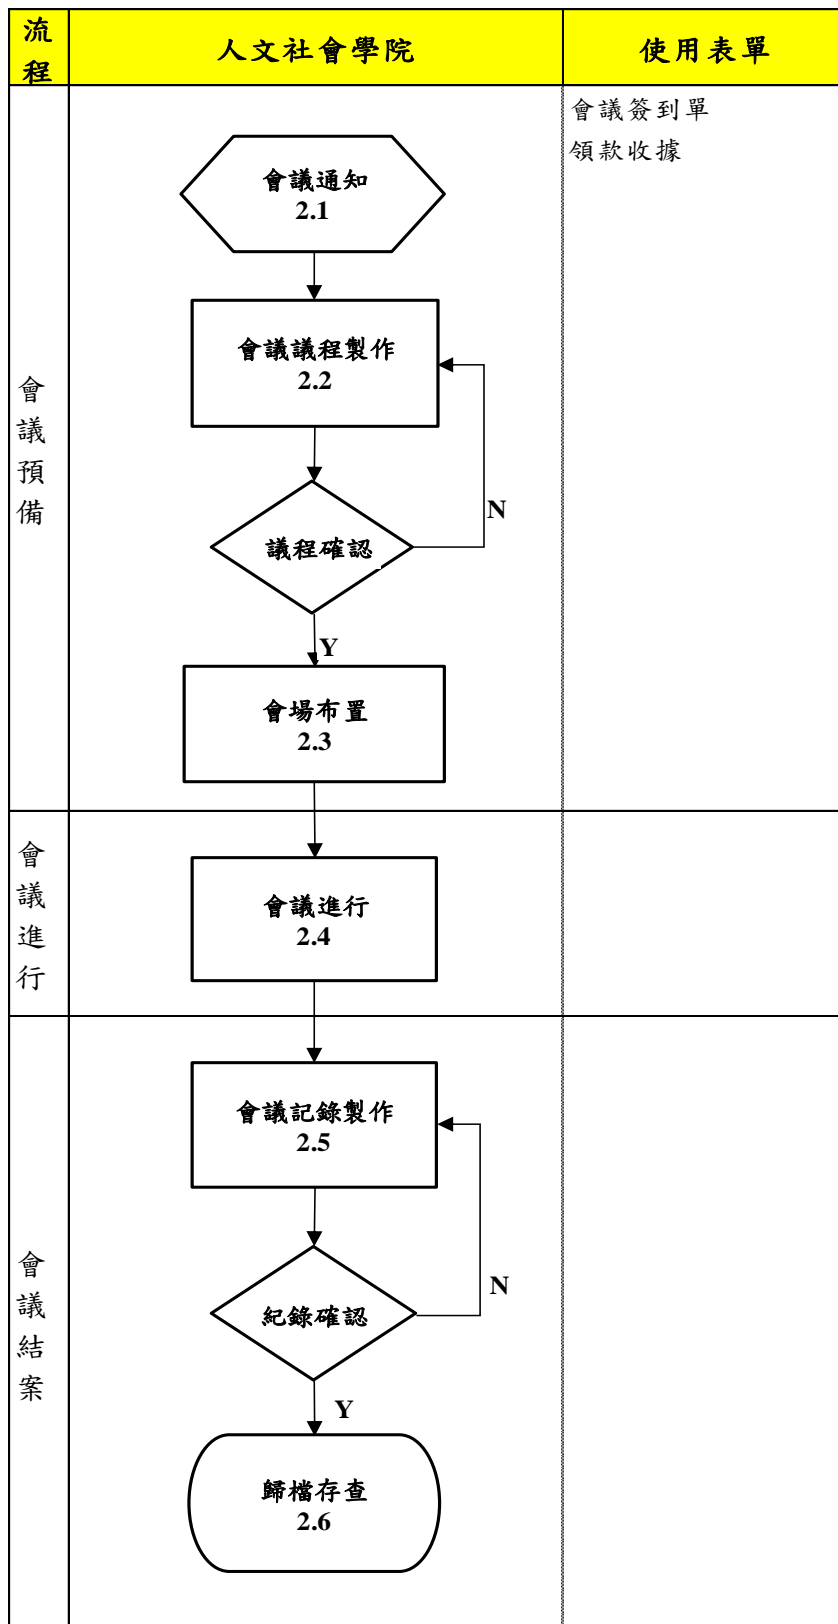 流程
人文社會學院
使用表單
會議預備
會議簽到單
領款收據
會議通知
2.1
會議議程製作
2.2
議程確認
N
Y
會場布置
2.3
會議進行
會議進行
2.4
會議結案
會議記錄製作
2.5
紀錄確認
N
Y
歸檔存查
2.6